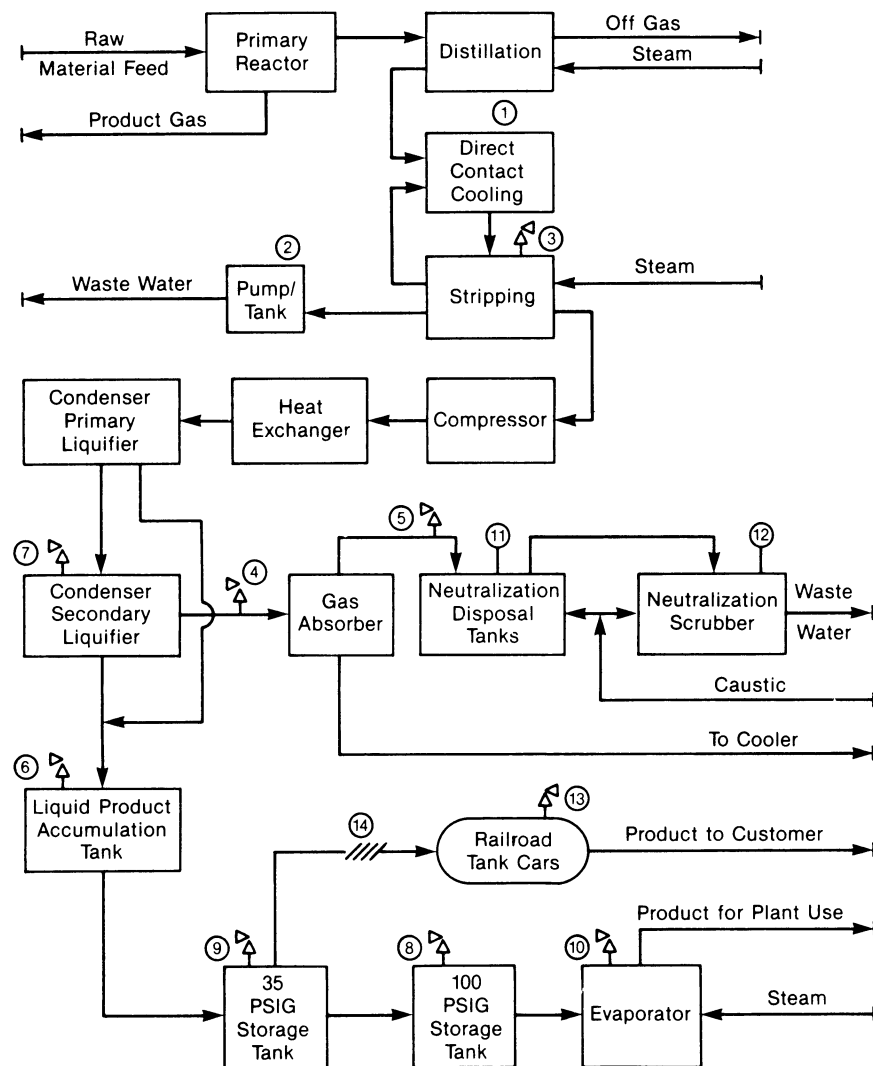 Raw
Material Feed
Primary
Reactor
Distillation
Off Gas
Steam
Product Gas
1
Direct
Contact
Cooling
2
3
Waste Water
Pump/
Tank
Stripping
Steam
Condenser
Primary
Liquifier
Heat
Exchanger
Compressor
5
11
12
7
4
Condenser
Secondary
Liquifier
Gas
Absorber
Neutralization
Disposal
Tanks
Neutralization
Scrubber
Waste
Water
Caustic
To Cooler
6
Liquid Product
Accumulation
Tank
14
13
Railroad
Tank Cars
Product to Customer
Product for Plant Use
9
8
10
35
PSIG
Storage
Tank
100
PSIG
Storage
Tank
Evaporator
Steam